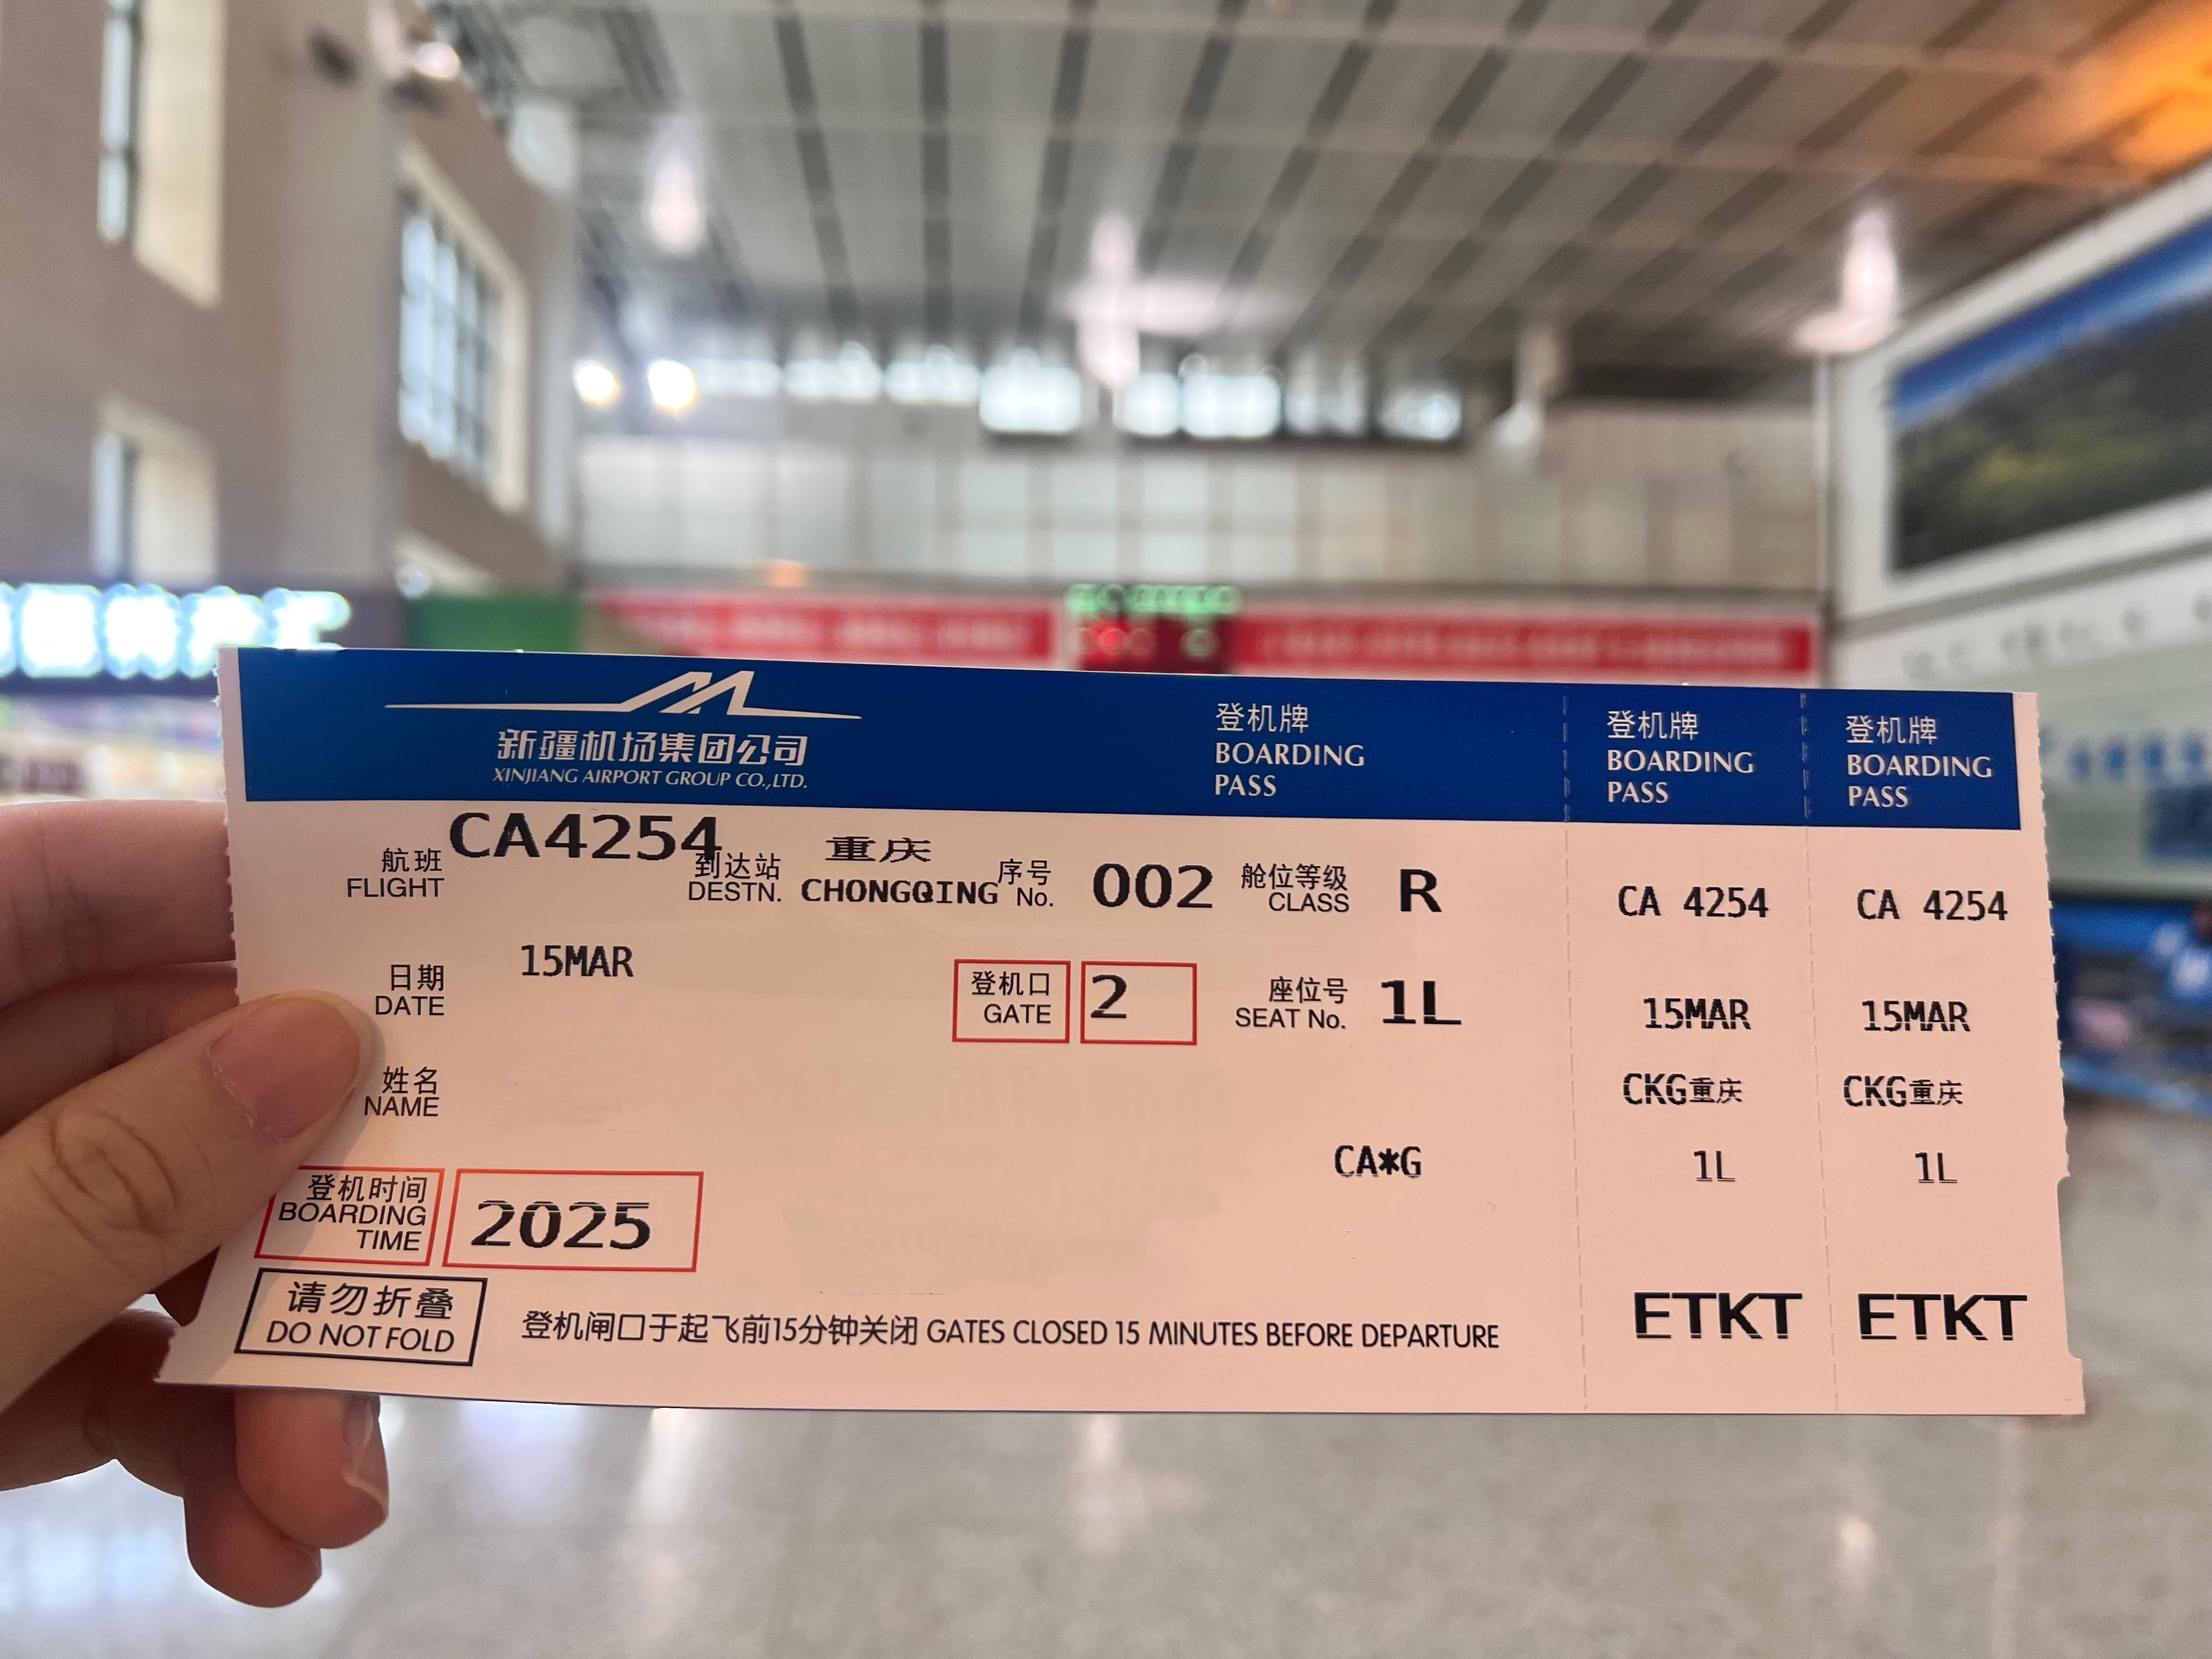 新疆机场集团公司
XINJIANG AIRPORT GROUP CO.,LTD.
登机牌
BOARDING
PASS
登机牌
BOARDING
PASS
登机牌
BOARDING
PASS
航班
FLIGHT
CA4254
到达站
DESTN.
重庆
CHONGQING
序号
No.
002
舱位等级
CLASS
R
日期
DATE
15MAR
登机口
GATE
2
座位号
SEAT No.
1L
姓名
NAME
CA*G
登机时间
BOARDING
TIME
2025
请勿折叠
DO NOT FOLD
登机闸口于起飞前15分钟关闭 GATES CLOSED 15 MINUTES BEFORE DEPARTURE
CA 4254
15MAR
CKG重庆
1L
ETKT
CA 4254
15MAR
CKG重庆
1L
ETKT